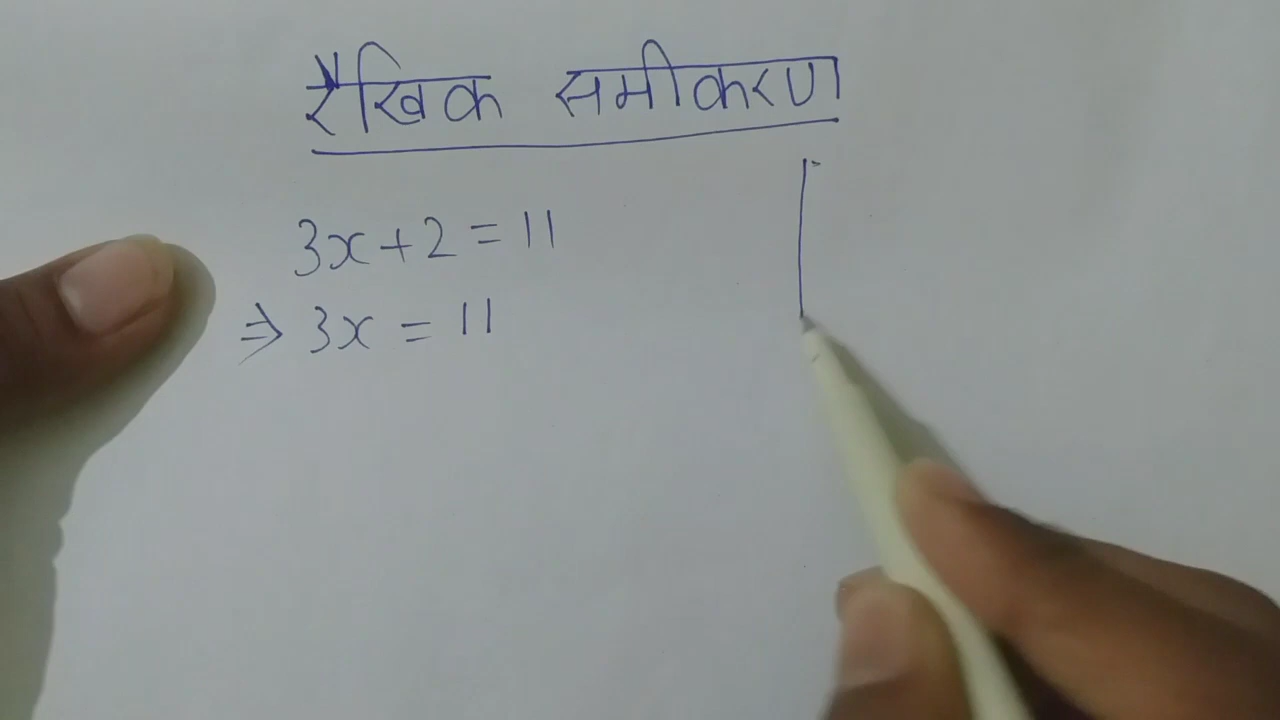 रैखिक समीकरण
3x+2=11
⇒ 3x = 11